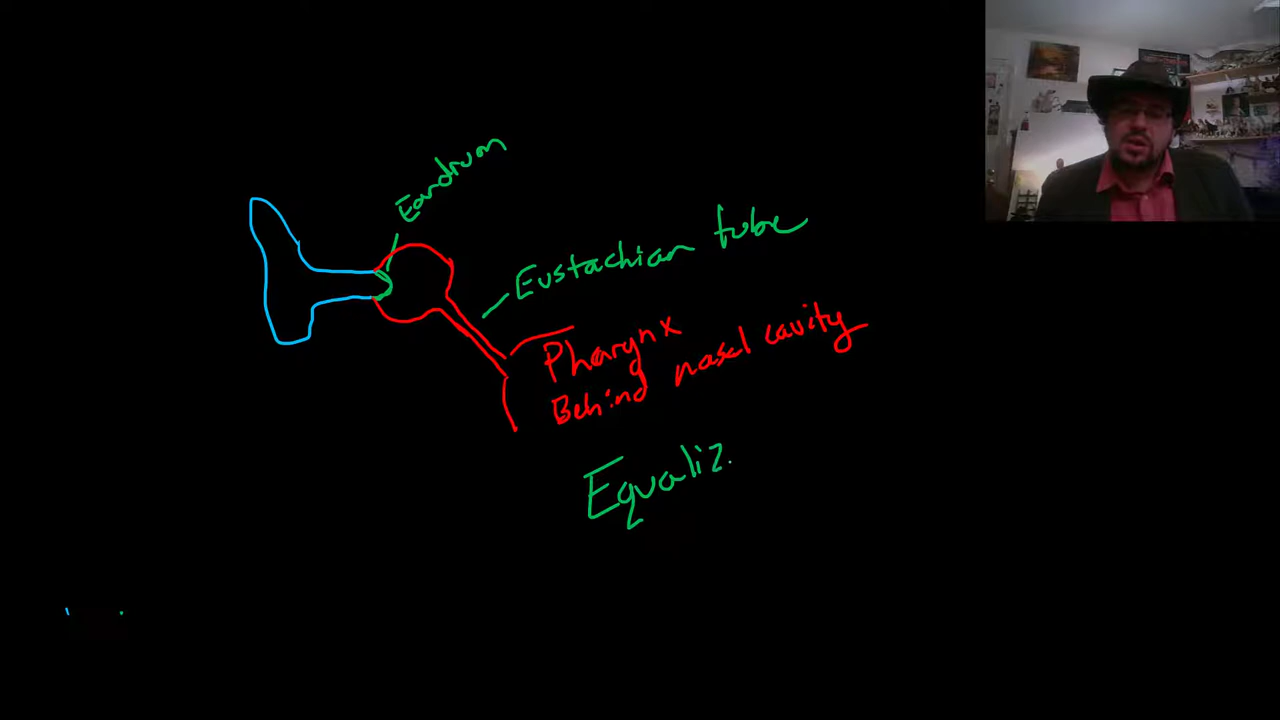 Eardrum
Eustachian tube
Pharynx
Behind nasal cavity
Equaliz